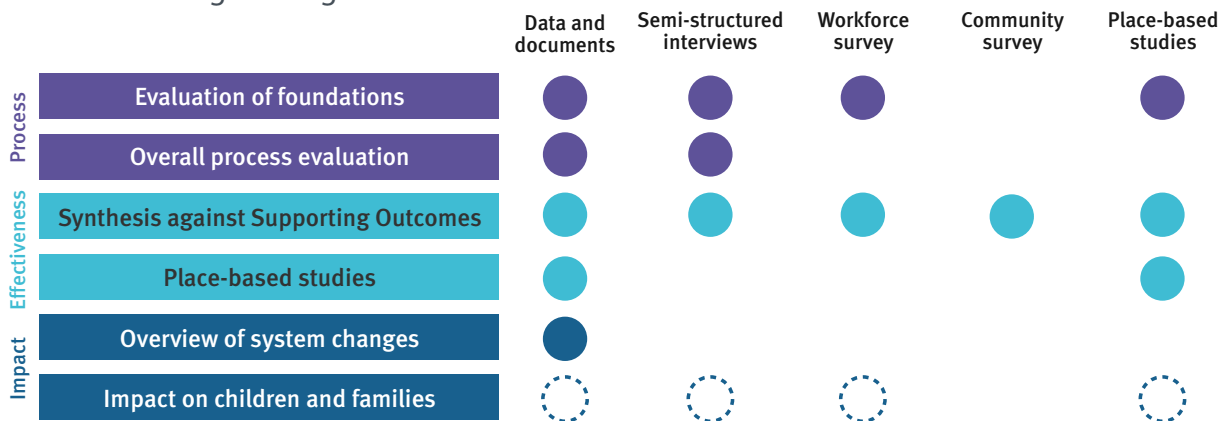 Data and
documents
Semi-structured
interviews
Workforce
survey
Community
survey
Place-based
studies
Process
Evaluation of foundations
Overall process evaluation
Effectiveness
Synthesis against Supporting Outcomes
Place-based studies
Impact
Overview of system changes
Impact on children and families